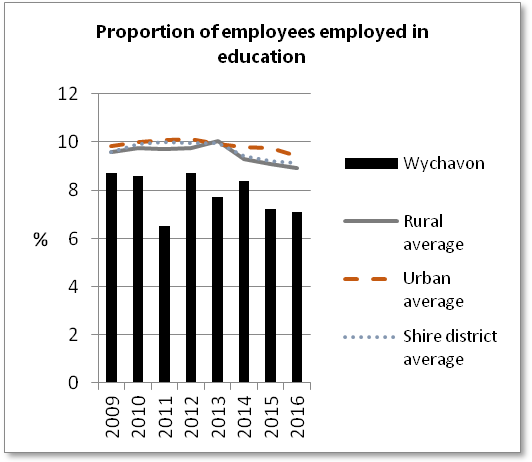 Proportion of employees employed in
education
12
10
8
6
4
2
0
%
2009
2010
2011
2012
2013
2014
2015
2016
Wychavon
Rural
average
Urban
average
Shire district
average